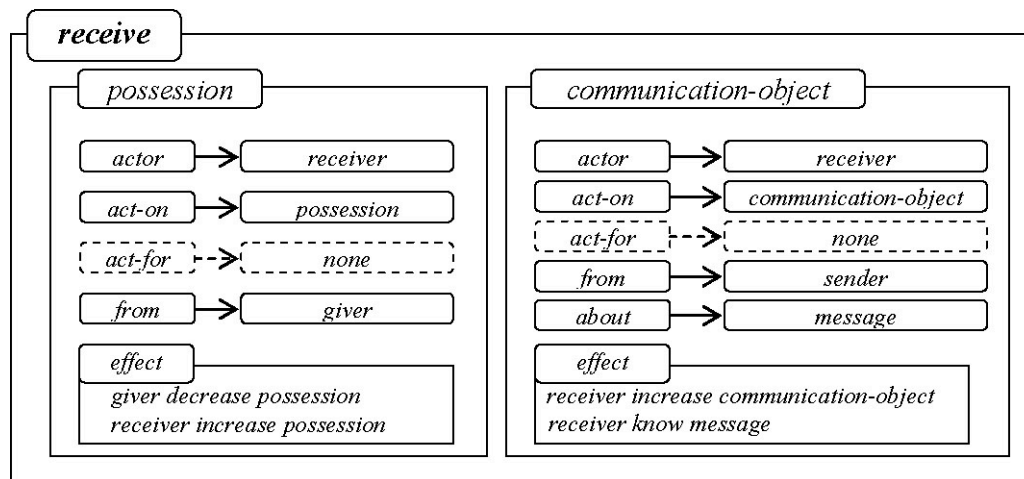 receive
possession
actor receiver
act-on possession
act-for none
from giver
effect
giver decrease possession
receiver increase possession
communication-object
actor receiver
act-on communication-object
act-for none
from sender
about message
effect
receiver increase communication-object
receiver know message